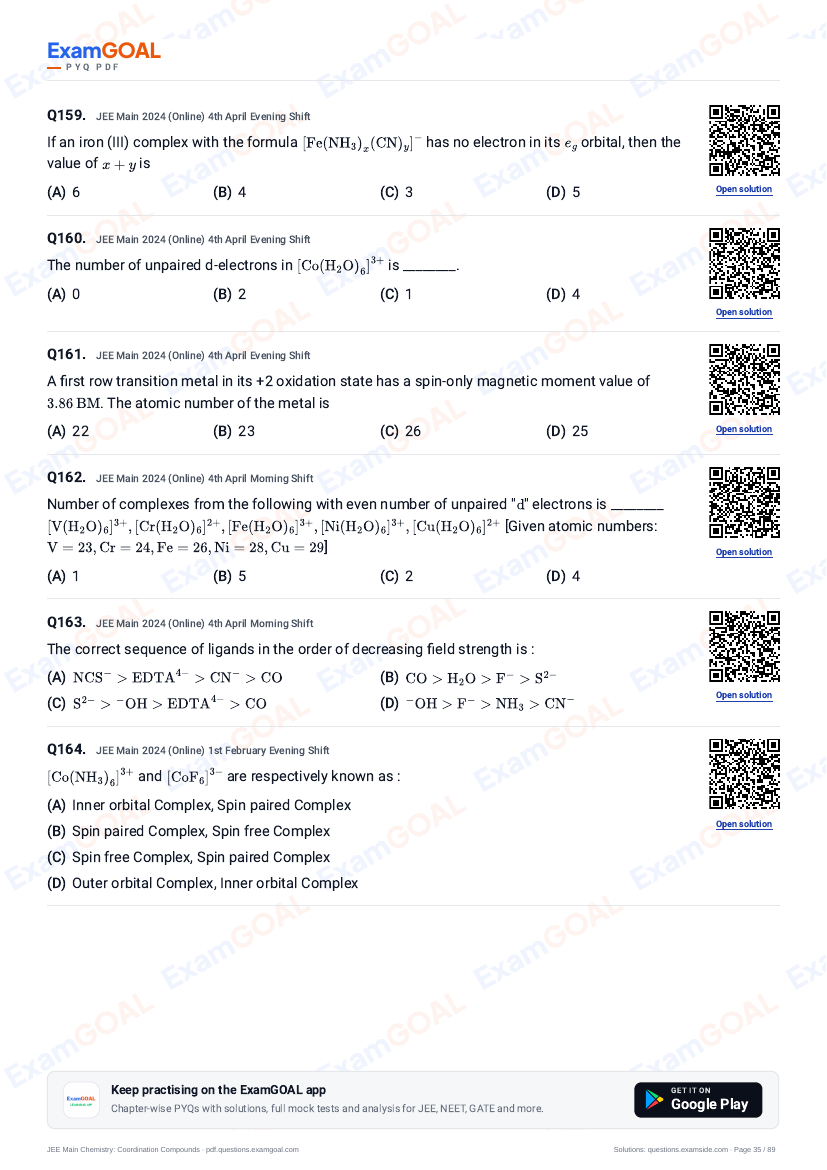 ExamGOAL
PYQ PDF
Q159. JEE Main 2024 (Online) 4th April Evening Shift
If an iron (III) complex with the formula [Fe(NH₃)ₓ(CN)ᵧ]⁻ has no electron in its e_g orbital, then the
value of x + y is
(A) 6 (B) 4 (C) 3 (D) 5
Open solution
Q160. JEE Main 2024 (Online) 4th April Evening Shift
The number of unpaired d-electrons in [Co(H₂O)₆]³⁺ is ________.
(A) 0 (B) 2 (C) 1 (D) 4
Open solution
Q161. JEE Main 2024 (Online) 4th April Evening Shift
A first row transition metal in its +2 oxidation state has a spin-only magnetic moment value of
3.86 BM. The atomic number of the metal is
(A) 22 (B) 23 (C) 26 (D) 25
Open solution
Q162. JEE Main 2024 (Online) 4th April Morning Shift
Number of complexes from the following with even number of unpaired "d" electrons is ________
[V(H₂O)₆]³⁺, [Cr(H₂O)₆]²⁺, [Fe(H₂O)₆]³⁺, [Ni(H₂O)₆]³⁺, [Cu(H₂O)₆]²⁺ [Given atomic numbers:
V = 23, Cr = 24, Fe = 26, Ni = 28, Cu = 29]
(A) 1 (B) 5 (C) 2 (D) 4
Open solution
Q163. JEE Main 2024 (Online) 4th April Morning Shift
The correct sequence of ligands in the order of decreasing field strength is :
(A) NCS⁻ > EDTA⁴⁻ > CN⁻ > CO (B) CO > H₂O > F⁻ > S²⁻
(C) S²⁻ > ⁻OH > EDTA⁴⁻ > CO (D) ⁻OH > F⁻ > NH₃ > CN⁻
Open solution
Q164. JEE Main 2024 (Online) 1st February Evening Shift
[Co(NH₃)₆]³⁺ and [CoF₆]³⁻ are respectively known as :
(A) Inner orbital Complex, Spin paired Complex
(B) Spin paired Complex, Spin free Complex
(C) Spin free Complex, Spin paired Complex
(D) Outer orbital Complex, Inner orbital Complex
Open solution
Keep practising on the ExamGOAL app
Chapter-wise PYQs with solutions, full mock tests and analysis for JEE, NEET, GATE and more.
GET IT ON
Google Play
JEE Main Chemistry: Coordination Compounds · pdf.questions.examgoal.com
Solutions: questions.examside.com · Page 35 / 89